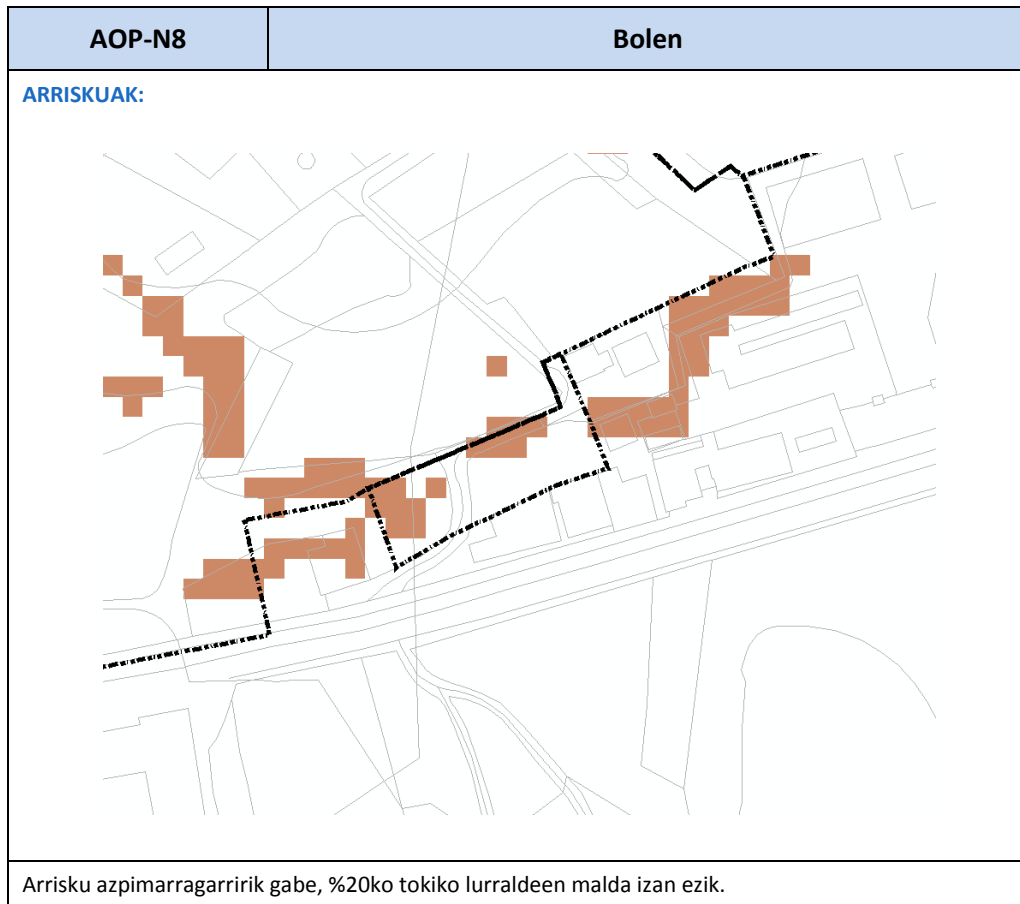 AOP-N8
Bolen
ARRISKUAK:
Arrisku azpimarragarririk gabe, %20ko tokiko lurraldeen malda izan ezik.